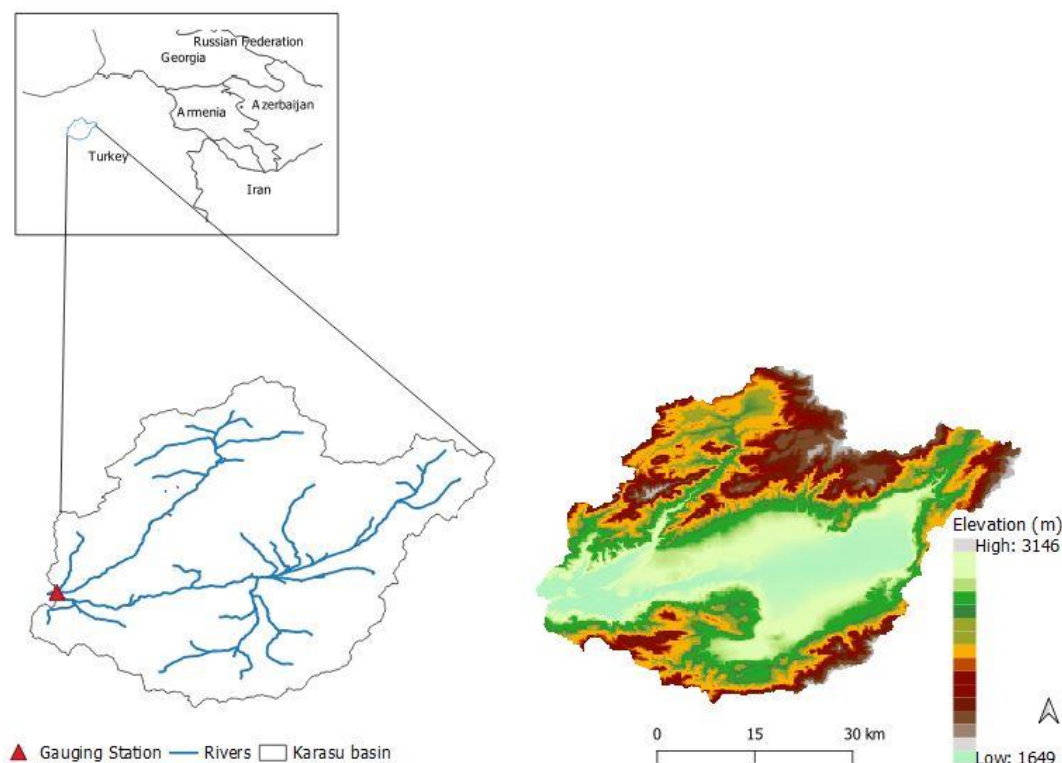 Russian Federation
Georgia
Armenia
Azerbaijan
Turkey
Iran
Elevation (m)
High: 3146
Low: 1649
0 15 30 km
Gauging Station Rivers Karasu basin